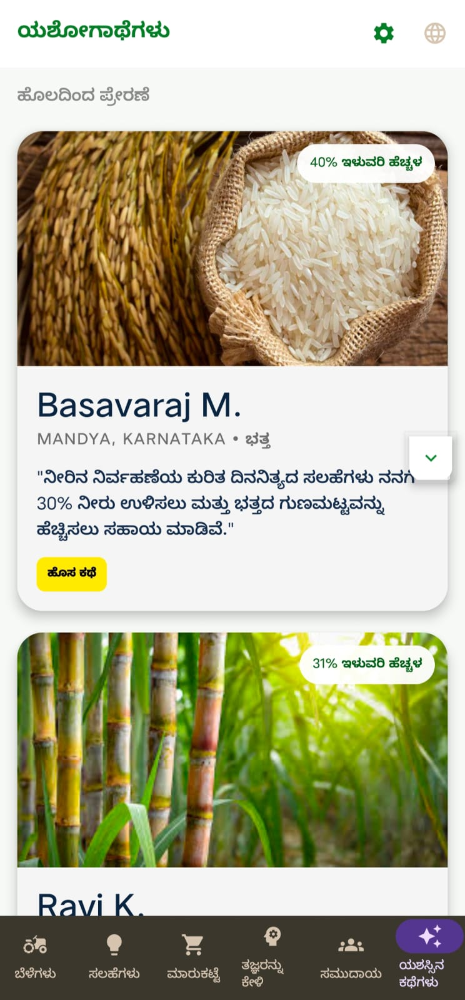 ಯಶೋಗಾಥೆಗಳು
ಹೊಲದಿಂದ ಪ್ರೇರಣೆ
40% ಇಳುವರಿ ಹೆಚ್ಚಳ
Basavaraj M.
MANDYA, KARNATAKA • ಭತ್ತ
"ನೀರಿನ ನಿರ್ವಹಣೆಯ ಕುರಿತ ದಿನನಿತ್ಯದ ಸಲಹೆಗಳು ನನಗೆ
30% ನೀರು ಉಳಿಸಲು ಮತ್ತು ಭತ್ತದ ಗುಣಮಟ್ಟವನ್ನು
ಹೆಚ್ಚಿಸಲು ಸಹಾಯ ಮಾಡಿವೆ."
ಹೊಸ ಕಥೆ
31% ಇಳುವರಿ ಹೆಚ್ಚಳ
Ravi K.
ಬೆಳೆಗಳು
ಸಲಹೆಗಳು
ಮಾರುಕಟ್ಟೆ
ತಜ್ಞರನ್ನು
ಕೇಳಿ
ಸಮುದಾಯ
ಯಶಸ್ಸಿನ
ಕಥೆಗಳು